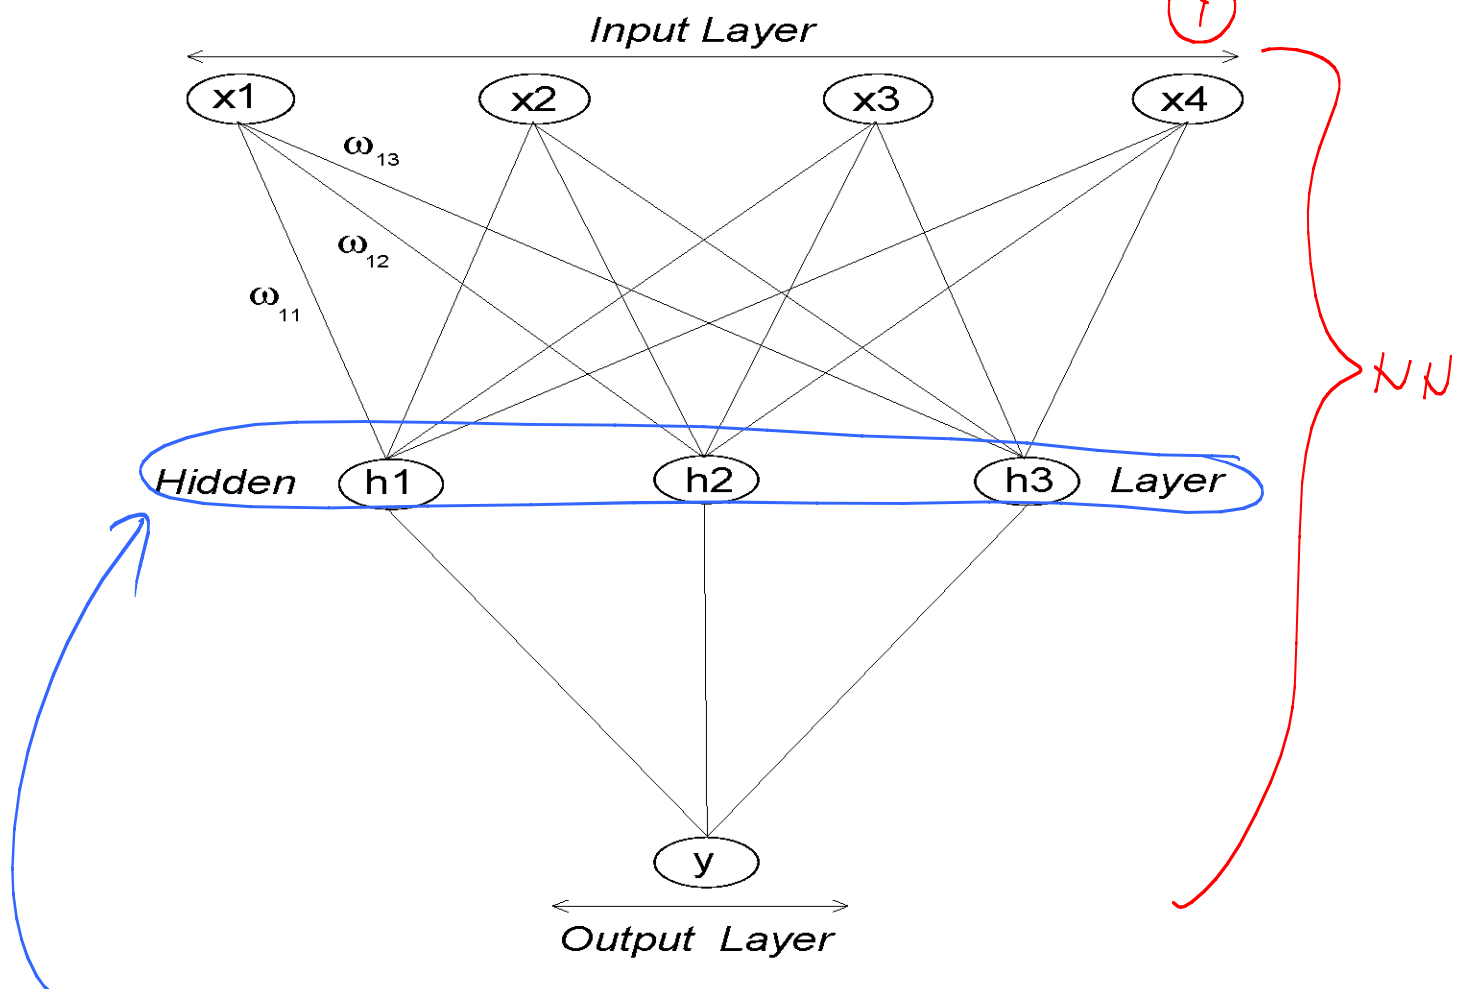 Input Layer
x1 x2 x3 x4
ω13
ω12
ω11
NN
Hidden h1 h2 h3 Layer
y
Output Layer